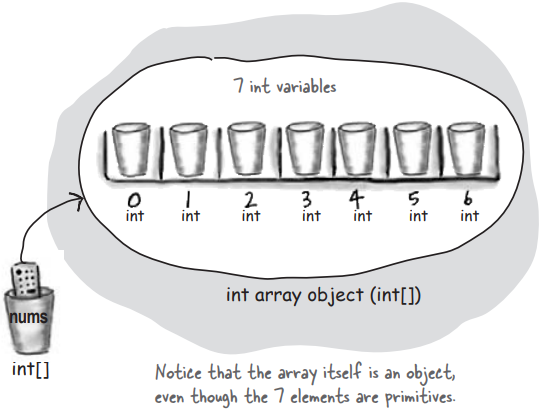 7 int variables
0 1 2 3 4 5 6
int int int int int int int
nums
int[]
int array object (int[])
Notice that the array itself is an object,
even though the 7 elements are primitives.